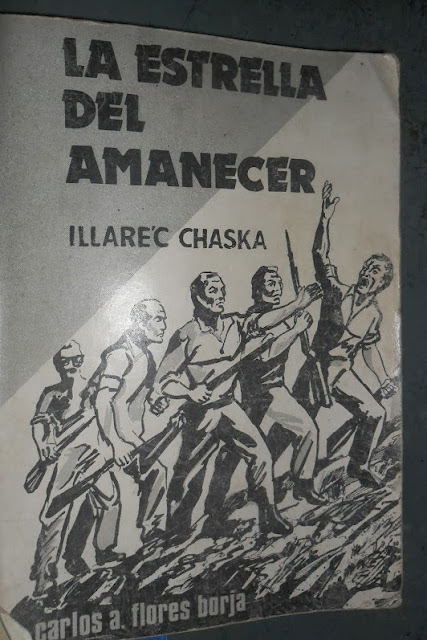 LA ESTRELLA
DEL
AMANECER
ILLARE'C CHASKA
carlos a. flores borja